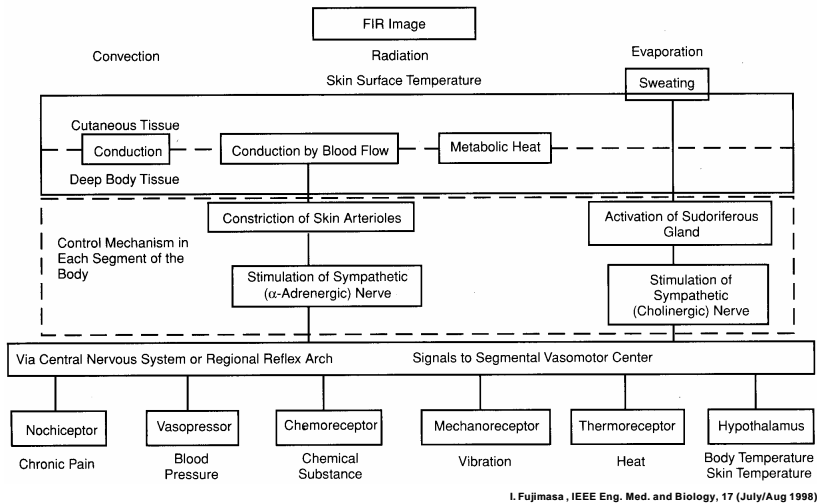 FIR Image
Convection
Radiation
Evaporation
Skin Surface Temperature
Sweating
Cutaneous Tissue
Conduction
Conduction by Blood Flow
Metabolic Heat
Deep Body Tissue
Constriction of Skin Arterioles
Activation of Sudoriferous
Gland
Control Mechanism in
Each Segment of the
Body
Stimulation of Sympathetic
(α-Adrenergic) Nerve
Stimulation of
Sympathetic
(Cholinergic) Nerve
Via Central Nervous System or Regional Reflex Arch
Signals to Segmental Vasomotor Center
Nochiceptor
Vasopressor
Chemoreceptor
Mechanoreceptor
Thermoreceptor
Hypothalamus
Chronic Pain
Blood
Pressure
Chemical
Substance
Vibration
Heat
Body Temperature
Skin Temperature
I. Fujimasa , IEEE Eng. Med. and Biology, 17 (July/Aug 1998)